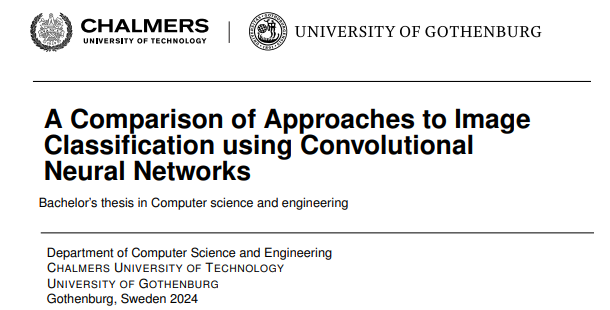 CHALMERS
UNIVERSITY OF TECHNOLOGY
UNIVERSITY OF GOTHENBURG
A Comparison of Approaches to Image
Classification using Convolutional
Neural Networks
Bachelor's thesis in Computer science and engineering
Department of Computer Science and Engineering
CHALMERS UNIVERSITY OF TECHNOLOGY
UNIVERSITY OF GOTHENBURG
Gothenburg, Sweden 2024